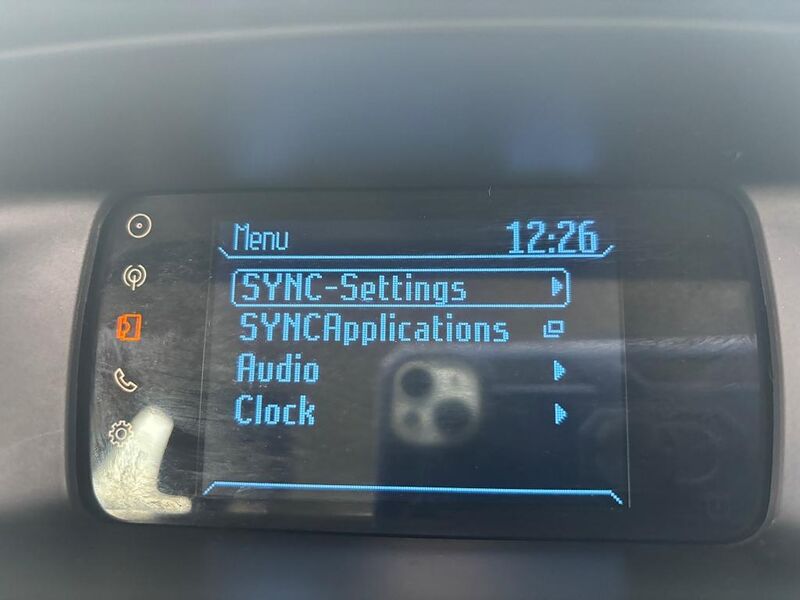 Menu 12:26
SYNC-Settings
SYNCApplications
Audio
Clock